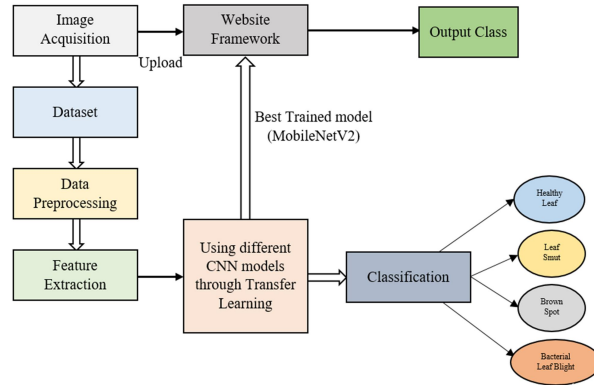 Image
Acquisition
Upload
Website
Framework
Output Class
Dataset
Best Trained model
(MobileNetV2)
Data
Preprocessing
Feature
Extraction
Using different
CNN models
through Transfer
Learning
Classification
Healthy
Leaf
Leaf
Smut
Brown
Spot
Bacterial
Leaf Blight